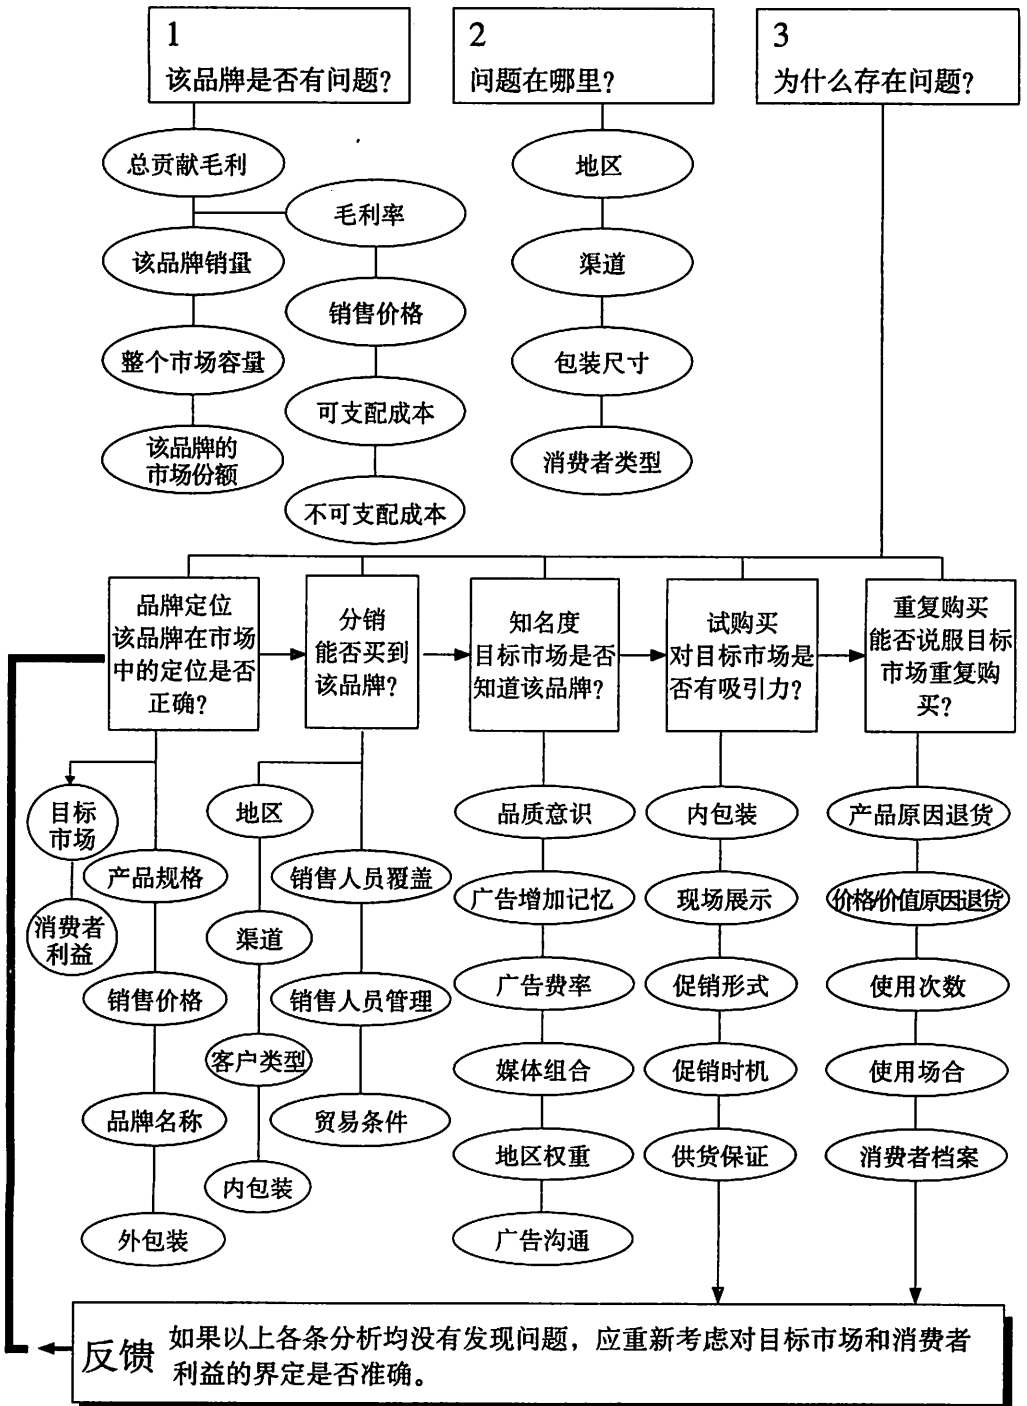 1
该品牌是否有问题?
2
问题在哪里?
3
为什么存在问题?
总贡献毛利
毛利率
该品牌销量
销售价格
整个市场容量
可支配成本
该品牌的
市场份额
不可支配成本
地区
渠道
包装尺寸
消费者类型
品牌定位
该品牌在市场
中的定位是否
正确?
分销
能否买到
该品牌?
知名度
目标市场是否
知道该品牌?
试购买
对目标市场是
否有吸引力?
重复购买
能否说服目标
市场重复购
买?
目标
市场
消费者
利益
产品规格
销售价格
品牌名称
外包装
地区
渠道
客户类型
内包装
销售人员覆盖
销售人员管理
贸易条件
品质意识
广告增加记忆
广告费率
媒体组合
地区权重
广告沟通
内包装
现场展示
促销形式
促销时机
供货保证
产品原因退货
价格/价值原因退货
使用次数
使用场合
消费者档案
反馈
如果以上各条分析均没有发现问题，应重新考虑对目标市场和消费者
利益的界定是否准确。